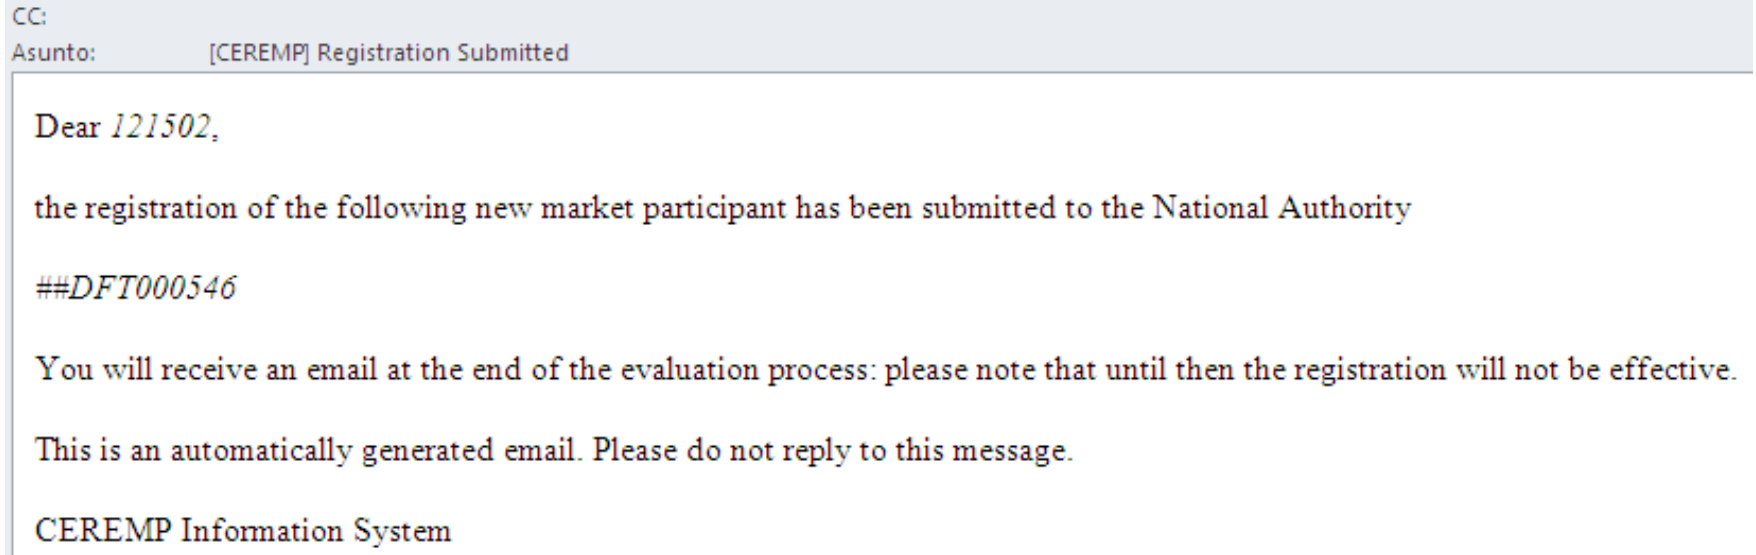 CC:
Asunto: [CEREMP] Registration Submitted
Dear 121502,
the registration of the following new market participant has been submitted to the National Authority
##DFT000546
You will receive an email at the end of the evaluation process: please note that until then the registration will not be effective.
This is an automatically generated email. Please do not reply to this message.
CEREMP Information System